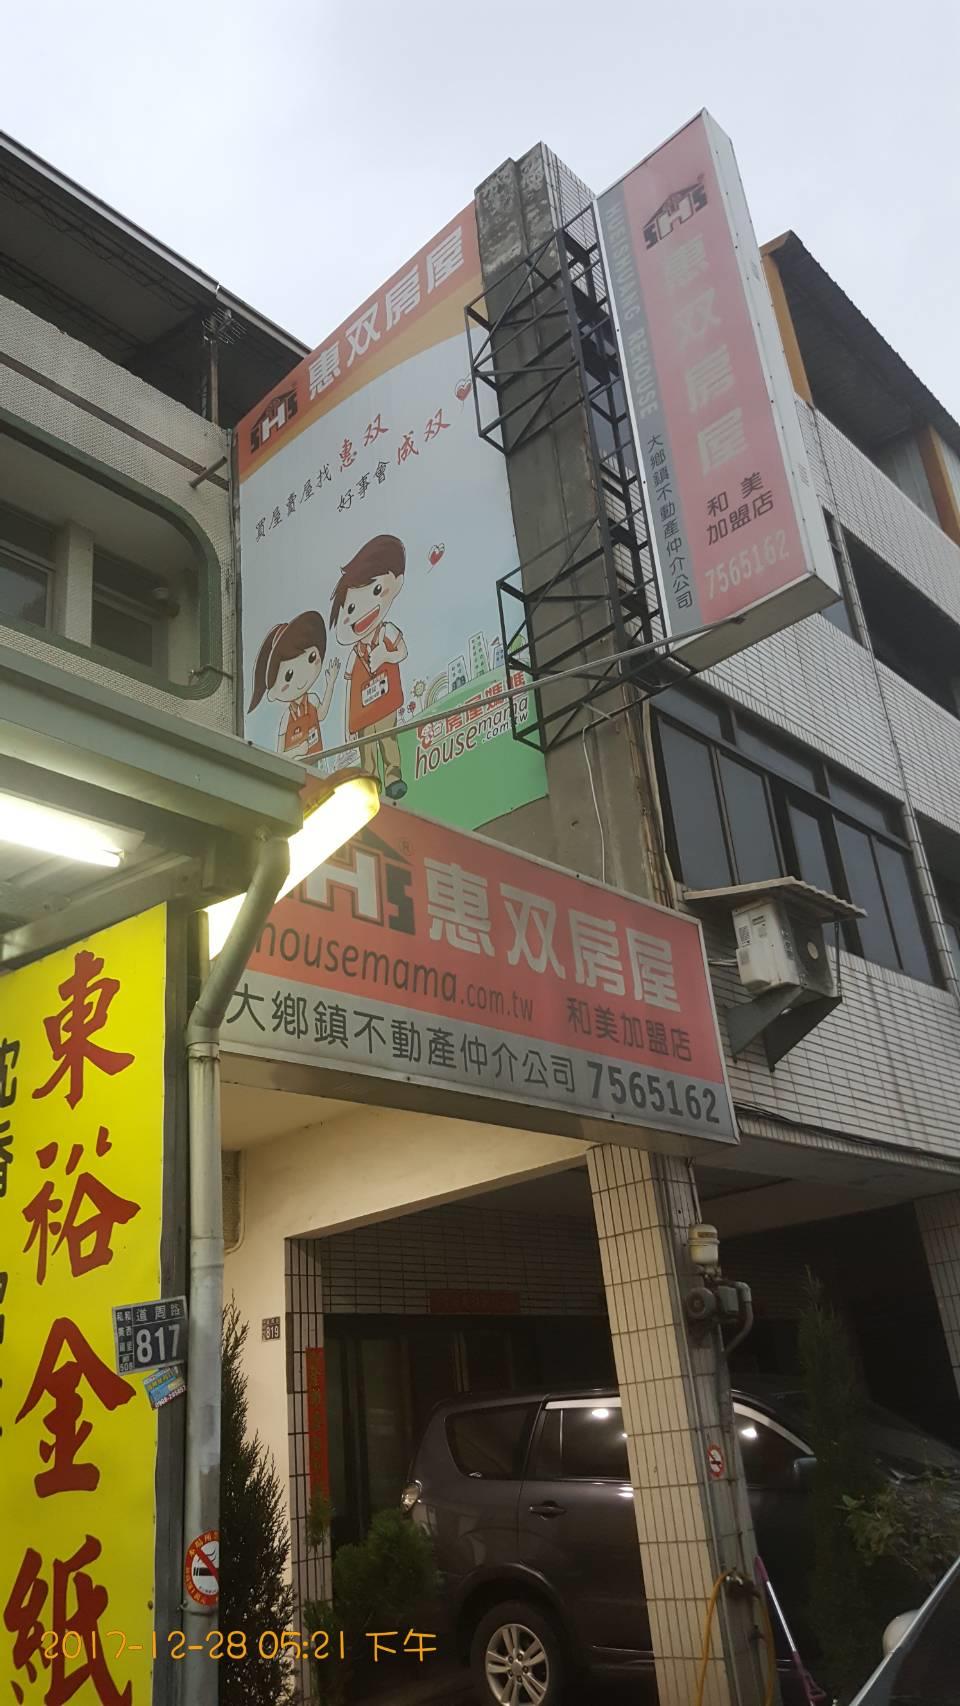 惠双房屋
SHS
買屋賣屋找惠双
好事會成双
房屋媽媽
housemama
.com.tw
SHS
惠双房屋
HUGSHUANG REHOUSE
大鄉鎮不動產仲介公司
和美
加盟店
7565162
HS®惠双房屋
housemama.com.tw 和美加盟店
大鄉鎮不動產仲介公司 7565162
東裕金紙
道周路
817
819
2017-12-28 05:21 下午